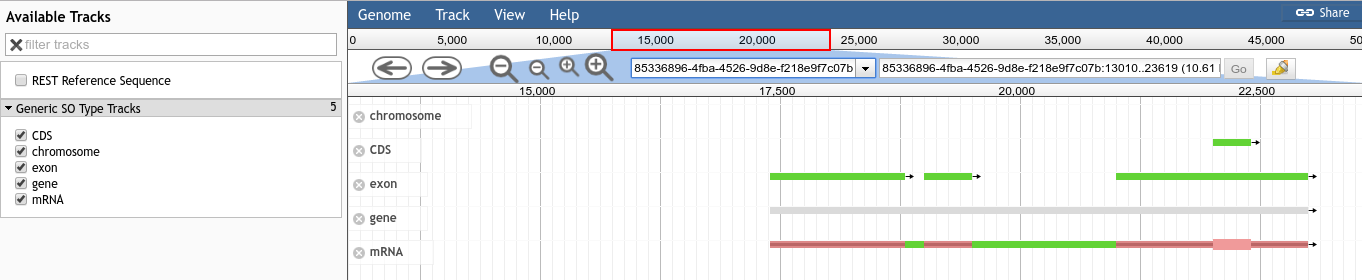 Available Tracks
filter tracks
REST Reference Sequence
Generic SO Type Tracks 5
CDS
chromosome
exon
gene
mRNA
Genome Track View Help Share
0 5,000 10,000 15,000 20,000 25,000 30,000 35,000 40,000 45,000 50
85336896-4fba-4526-9d8e-f218e9f7c07b 85336896-4fba-4526-9d8e-f218e9f7c07b:13010..23619 (10.61 Go
15,000 17,500 20,000 22,500
chromosome
CDS
exon
gene
mRNA